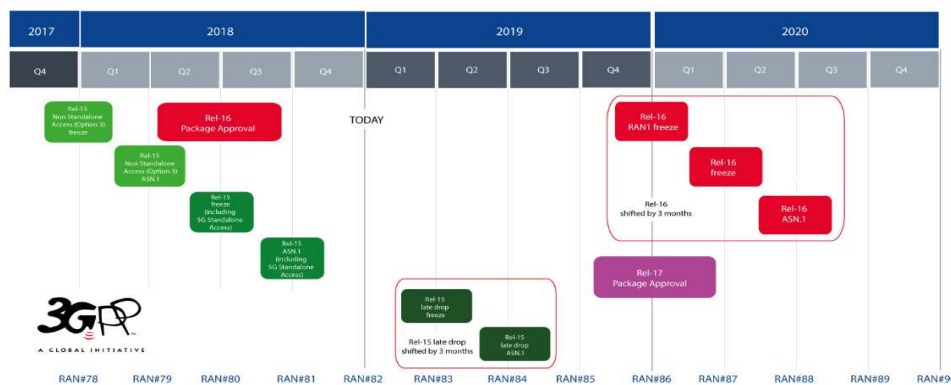 2017
2018
2019
2020
Q4
Q1
Q2
Q3
Q4
Q1
Q2
Q3
Q4
Q1
Q2
Q3
Q4
Rel-15
Non Standalone
Access (Option 3)
freeze
Rel-16
Package Approval
TODAY
Rel-16
RAN1 freeze
Rel-15
Non Standalone
Access (Option 3)
ASN.1
Rel-16
freeze
Rel-15
freeze
(including
5G Standalone
Access)
Rel-16
shifted by 3 months
Rel-16
ASN.1
Rel-15
ASN.1
(including
5G Standalone
Access)
Rel-17
Package Approval
Rel-15
late drop
freeze
Rel-15 late drop
shifted by 3 months
Rel-15
late drop
ASN.1
3GPP
TM
A GLOBAL INITIATIVE
RAN#78
RAN#79
RAN#80
RAN#81
RAN#82
RAN#83
RAN#84
RAN#85
RAN#86
RAN#87
RAN#88
RAN#89
RAN#9